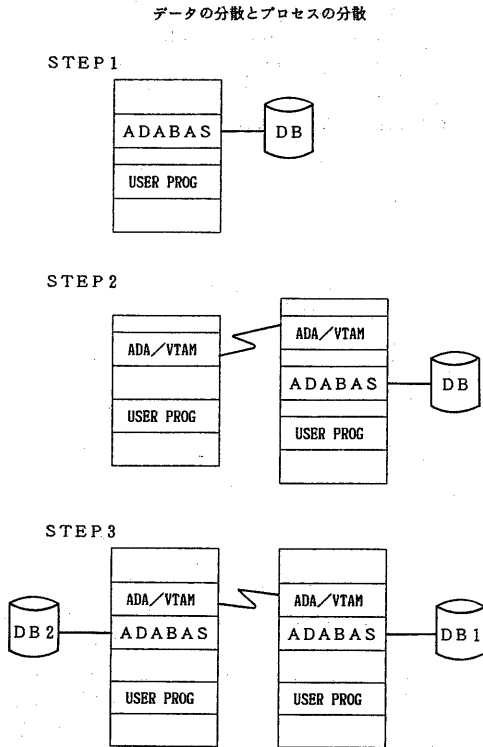 データの分散とプロセスの分散
STEP1
ADABAS
DB
USER PROG
STEP2
ADA/VTAM
USER PROG
ADA/VTAM
ADABAS
DB
USER PROG
STEP3
DB2
ADA/VTAM
ADABAS
USER PROG
ADA/VTAM
ADABAS
DB1
USER PROG